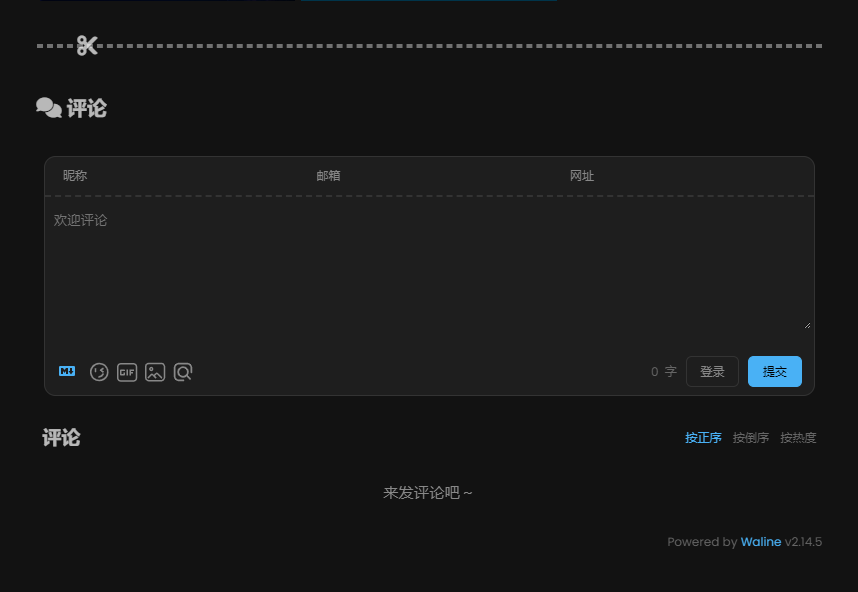 评论
昵称 邮箱 网址
欢迎评论
M↓ GIF 0 字 登录 提交
评论 按正序 按倒序 按热度
来发评论吧~
Powered by Waline v2.14.5